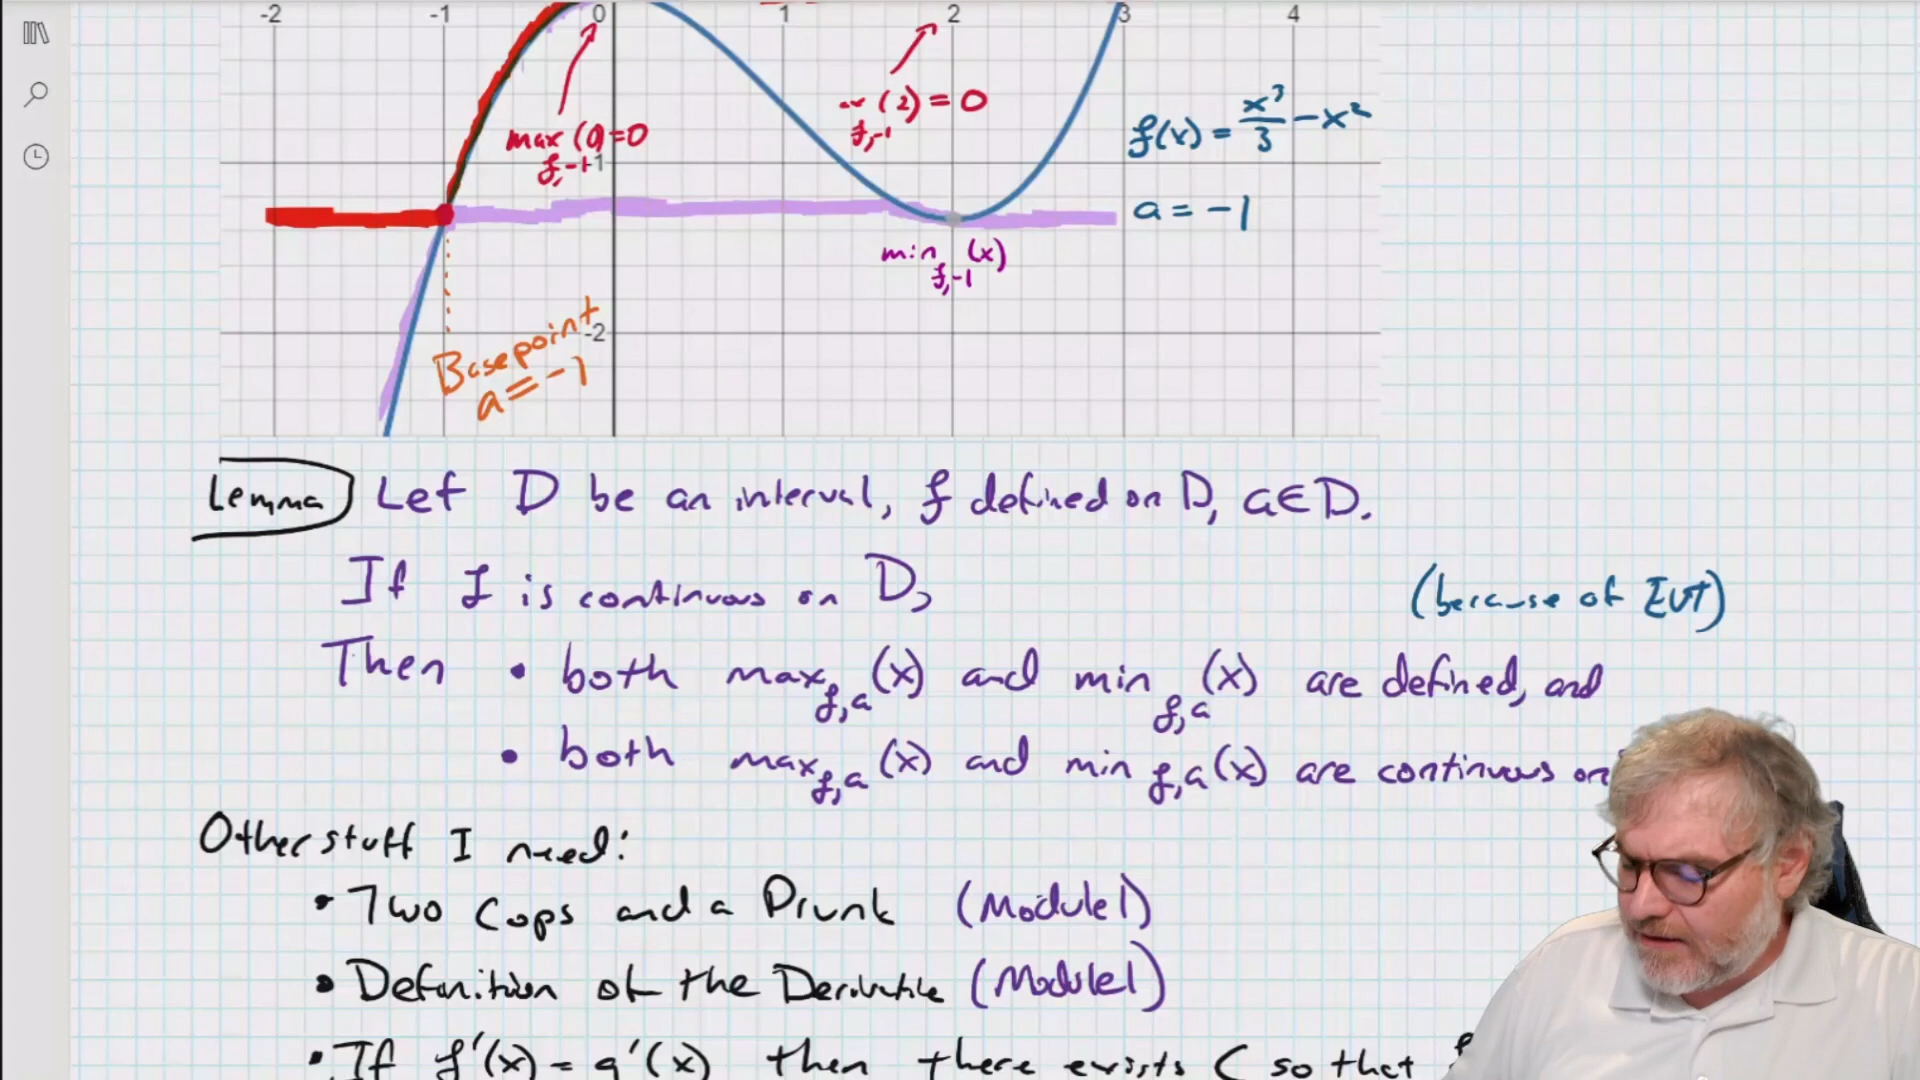 -2 -1 0 1 2 3 4
max f,-1 (0)=0
(2)=0
f,-1
-1
f(x) = x³/3 - x²
a = -1
min f,-1 (x)
-2
Basepoint
a = -1
Lemma Let D be an interval, f defined on D, a∈D.
If f is continuous on D,
(because of EVT)
Then • both max f,a (x) and min f,a (x) are defined, and
• both max f,a (x) and min f,a (x) are continuous on
Other stuff I need:
• Two Cops and a Drunk (Module 1)
• Definition of the Derivative (Module 1)
• If f'(x) = g'(x) then there exists C so that